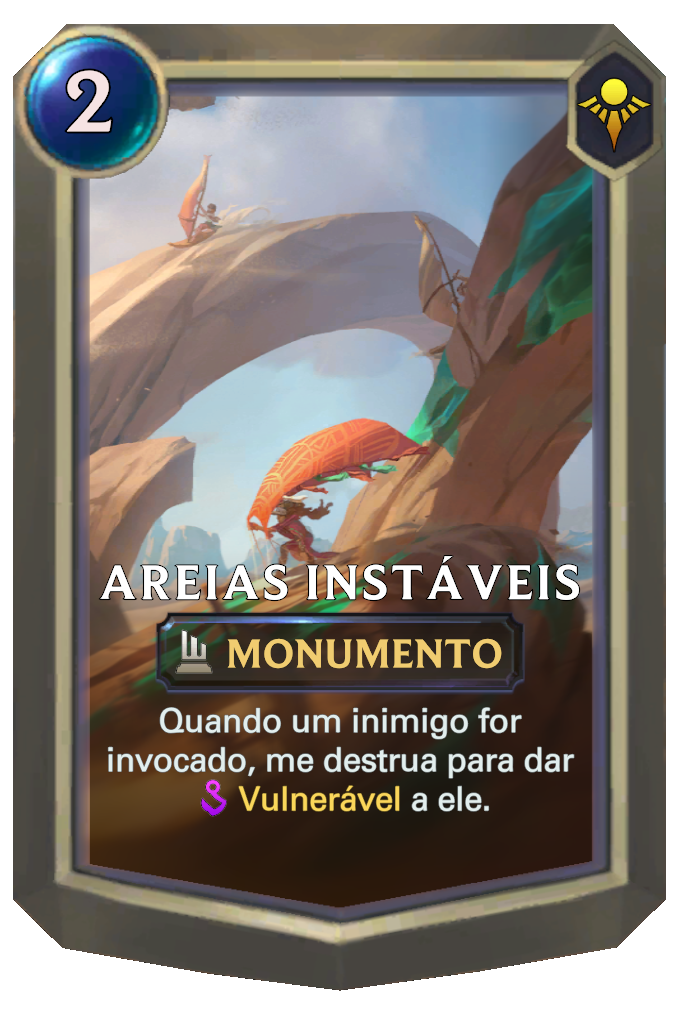 2
AREIAS INSTÁVEIS
MONUMENTO
Quando um inimigo for
invocado, me destrua para dar
Vulnerável a ele.